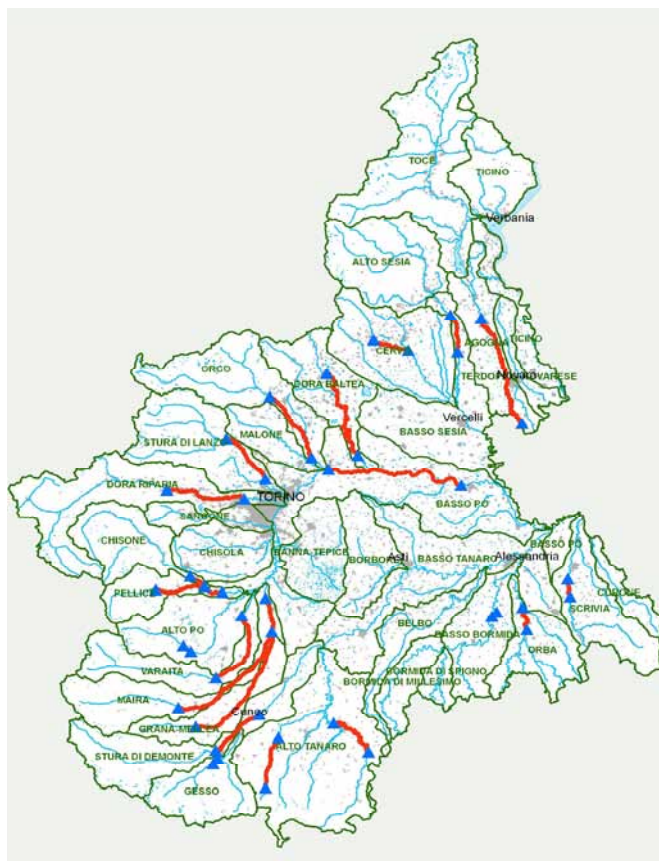 TOCE
TICINO
Verbania
ALTO SESIA
TICINO
AGOGNA
CERVO
ORCO
DORA BALTEA
Novara
Vercelli
MALONE
BASSO SESIA
STURA DI LANZO
DORA RIPARIA
TORINO
BASSO PO
SANGONE
CHISONE
CHISOLA
BANNA-TEPICE
BORBORE
Asti
BASSO TANARO
Alessandria
BASSO PO
PELLICE
CURONE
SCRIVIA
ALTO PO
BELBO
BASSO BORMIDA
ORBA
VARAITA
BORMIDA DI SPIGNO
BORMIDA DI MILLESIMO
MAIRA
Cuneo
GRANA-MELLEA
ALTO TANARO
STURA DI DEMONTE
GESSO